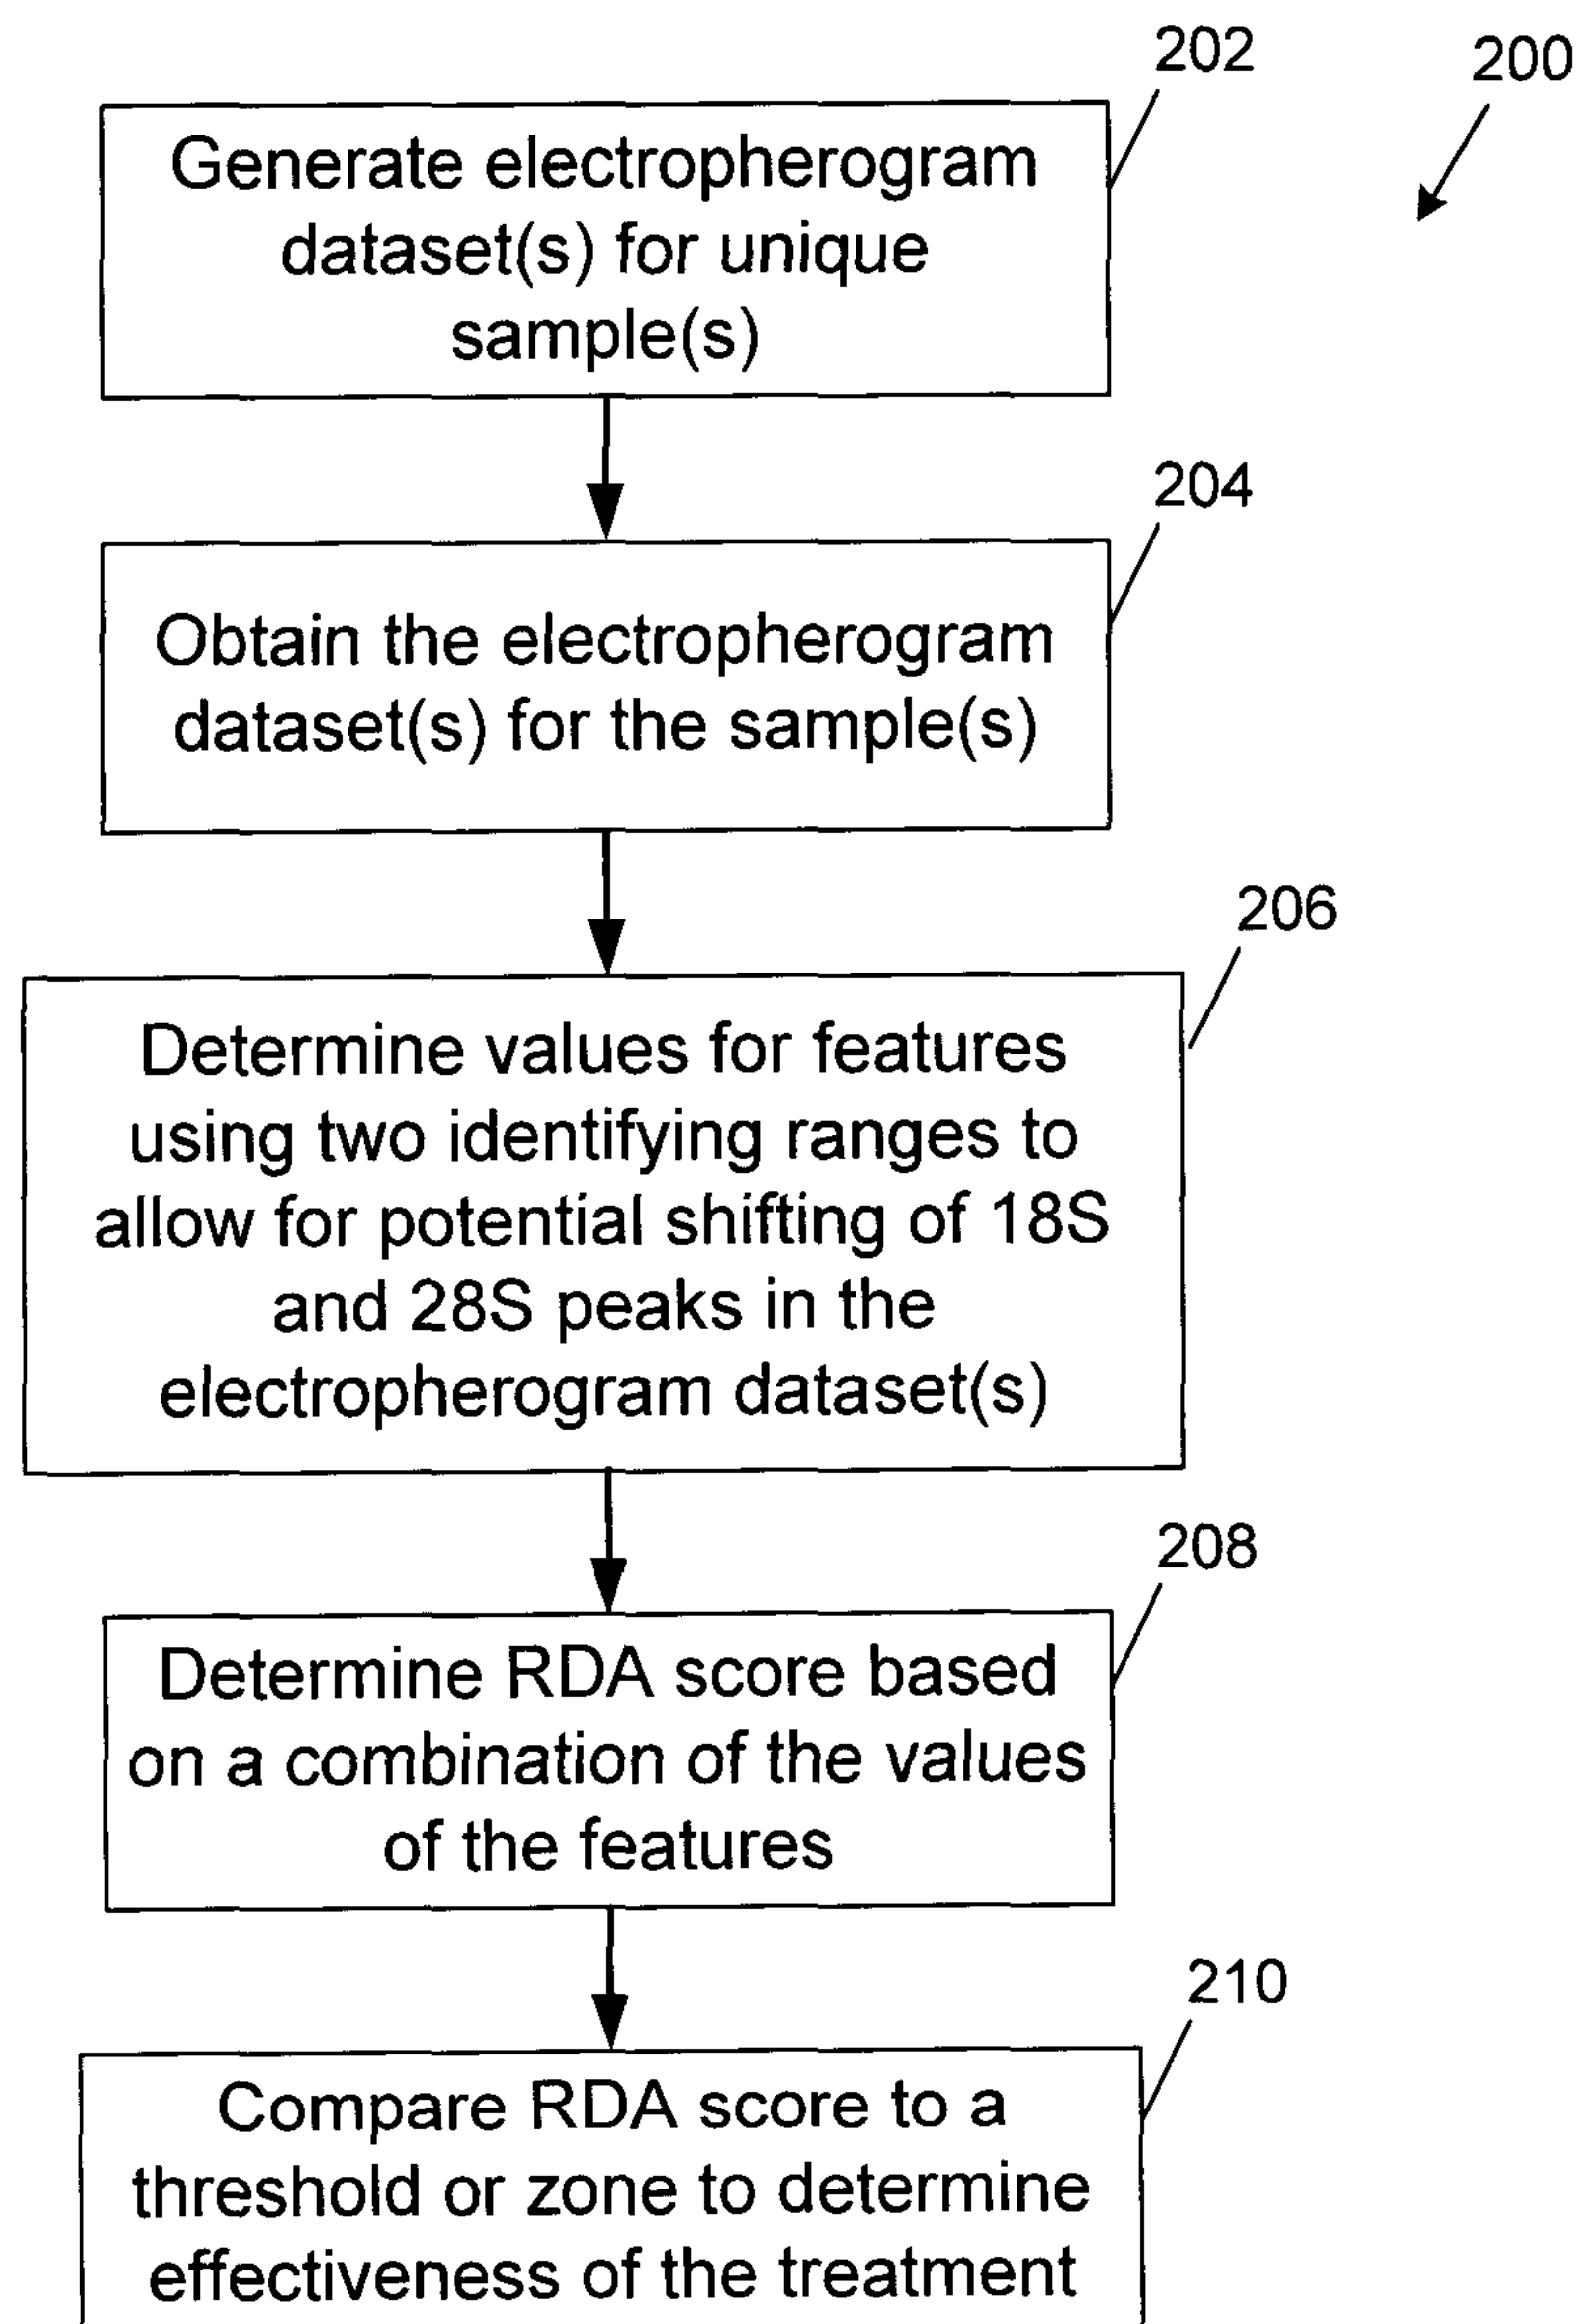 202
200
Generate electropherogram
dataset(s) for unique
sample(s)
204
Obtain the electropherogram
dataset(s) for the sample(s)
206
Determine values for features
using two identifying ranges to
allow for potential shifting of 18S
and 28S peaks in the
electropherogram dataset(s)
208
Determine RDA score based
on a combination of the values
of the features
210
Compare RDA score to a
threshold or zone to determine
effectiveness of the treatment